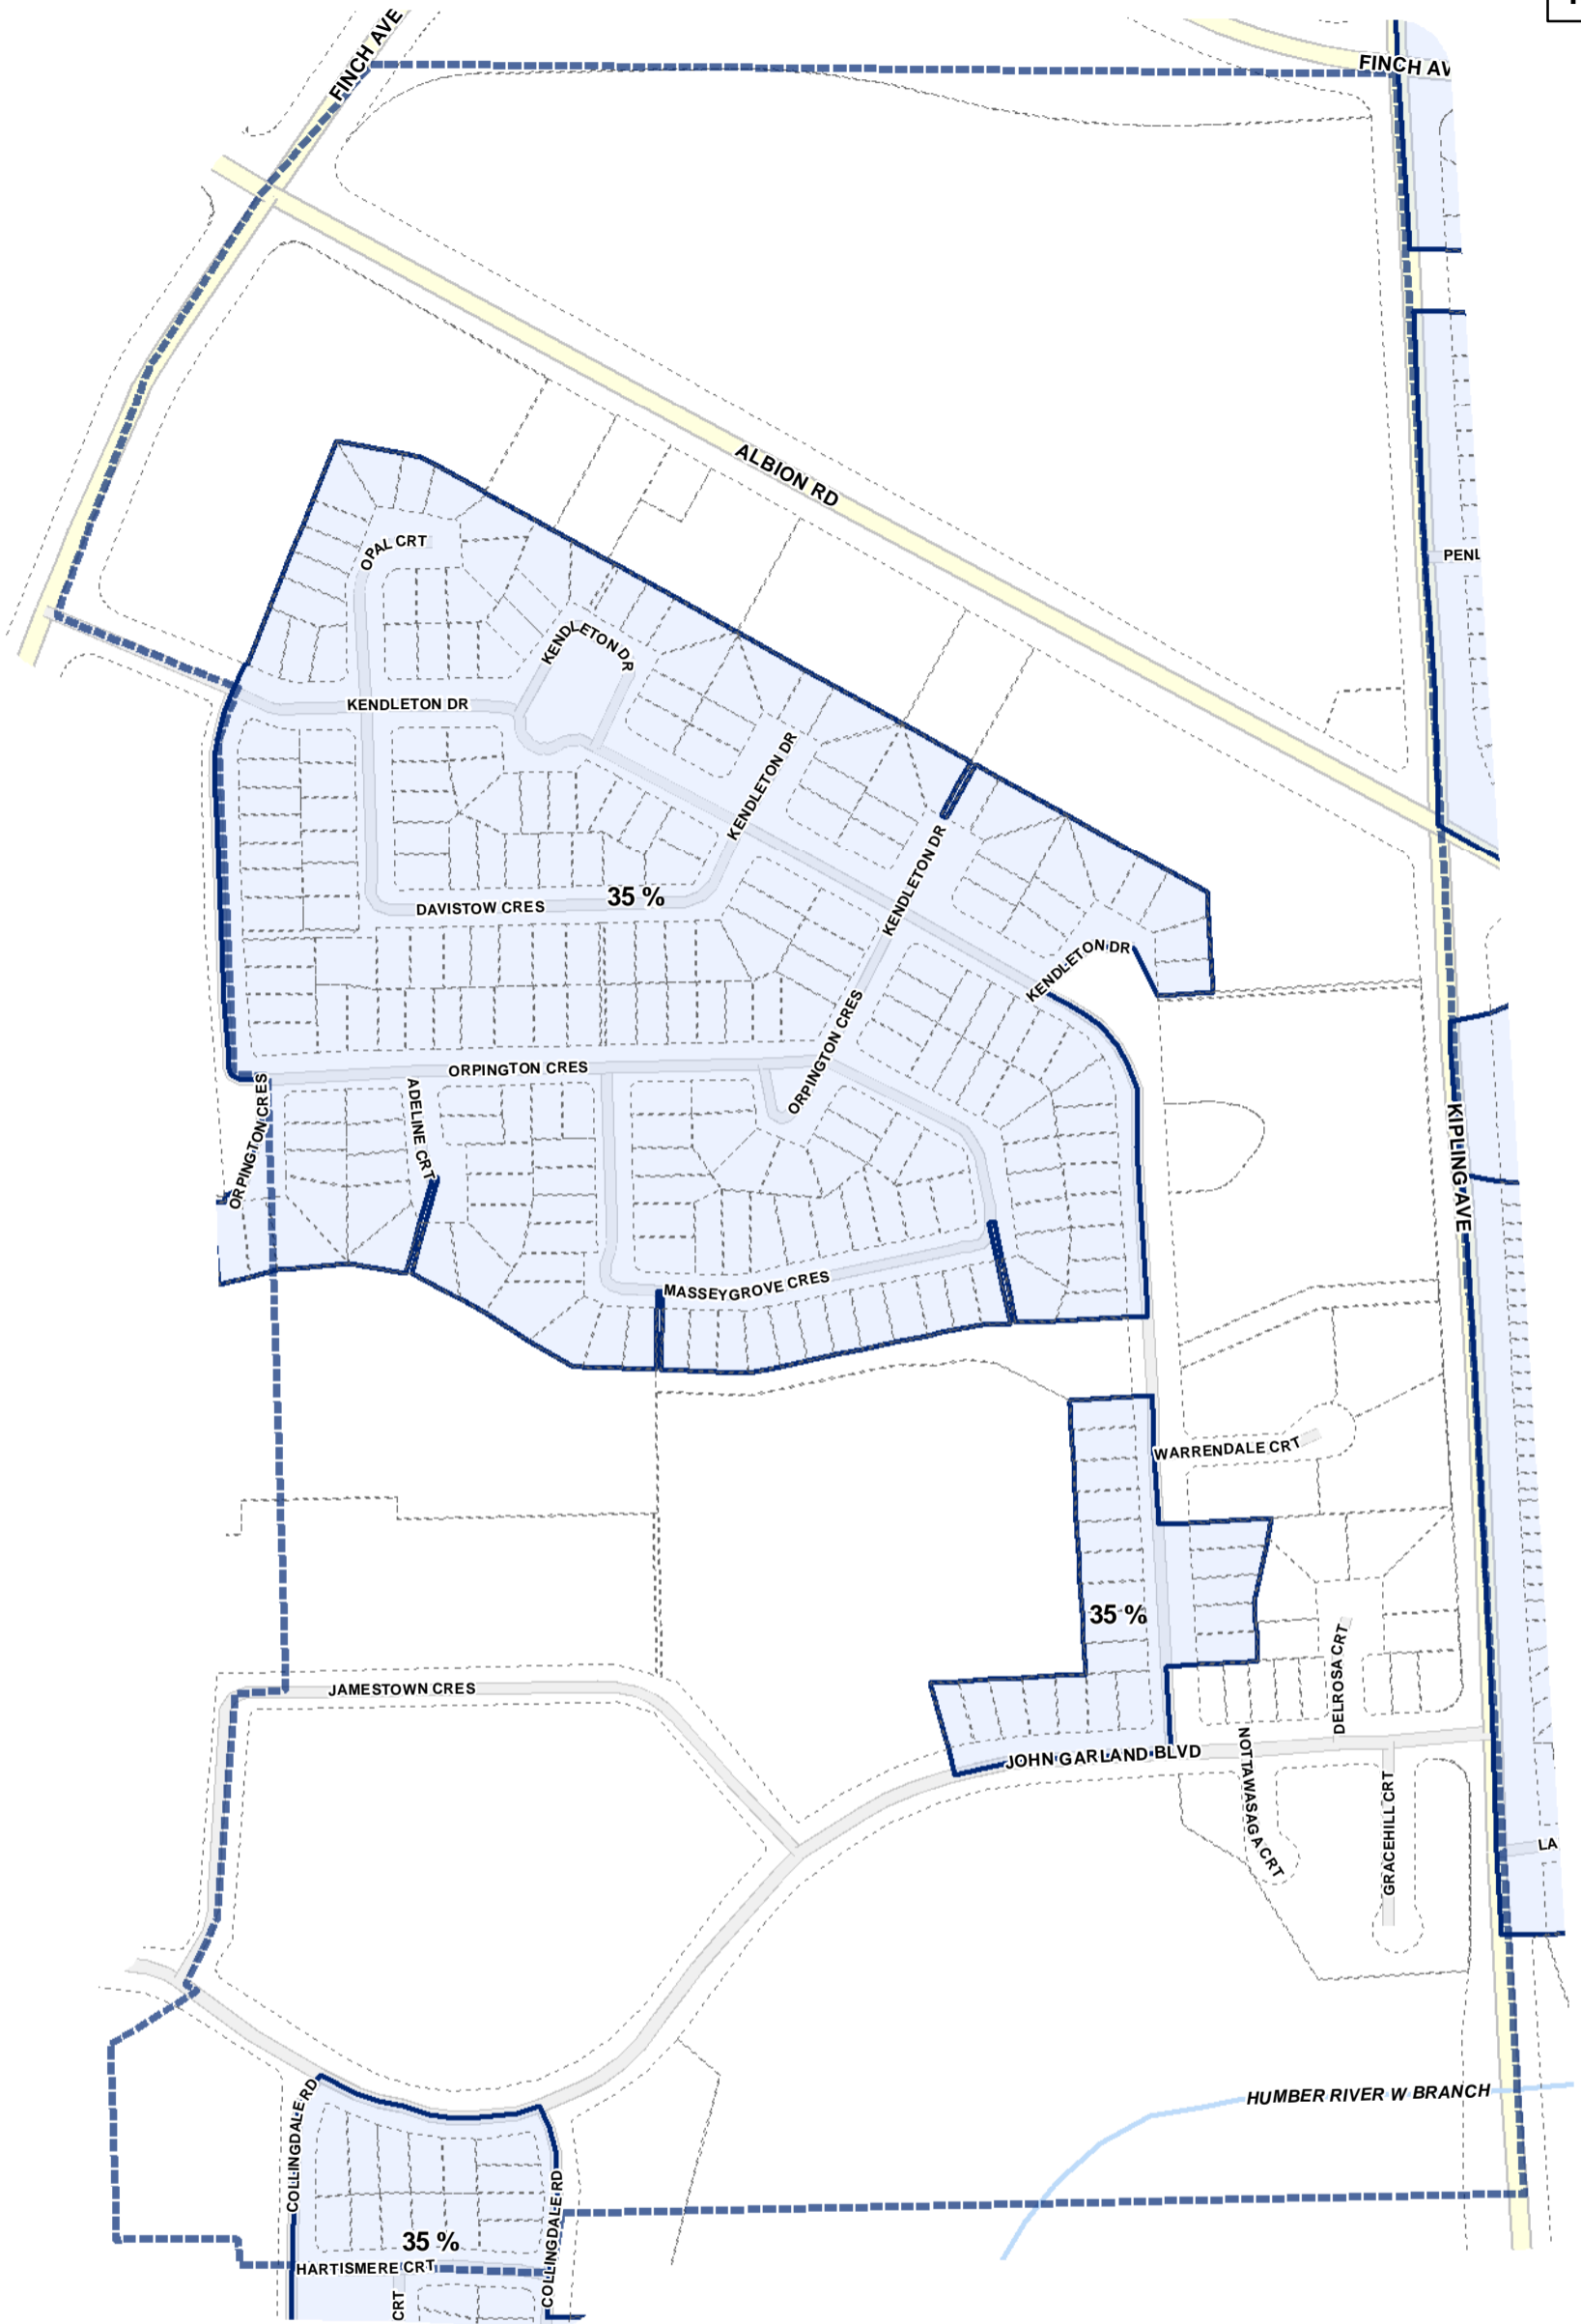 FINCH AVE
FINCH AV
ALBION RD
OPAL CRT
PENL
KENDLETON DR
KENDLETON DR
KENDLETON DR
KENDLETON DR
35 %
DAVISTOW CRES
KENDLETON DR
ORPINGTON CRES
ORPINGTON CRES
ORPINGTON CRES
ADELINE CRT
KIPLING AVE
MASSEYGROVE CRES
WARRENDALE CRT
35 %
DELROSA CRT
JAMESTOWN CRES
JOHN GARLAND BLVD
NOTTAWASAGA CRT
GRACEHILL CRT
LA
HUMBER RIVER W BRANCH
COLLINGDALE RD
COLLINGDALE RD
35 %
HARTISMERE CRT
CRT